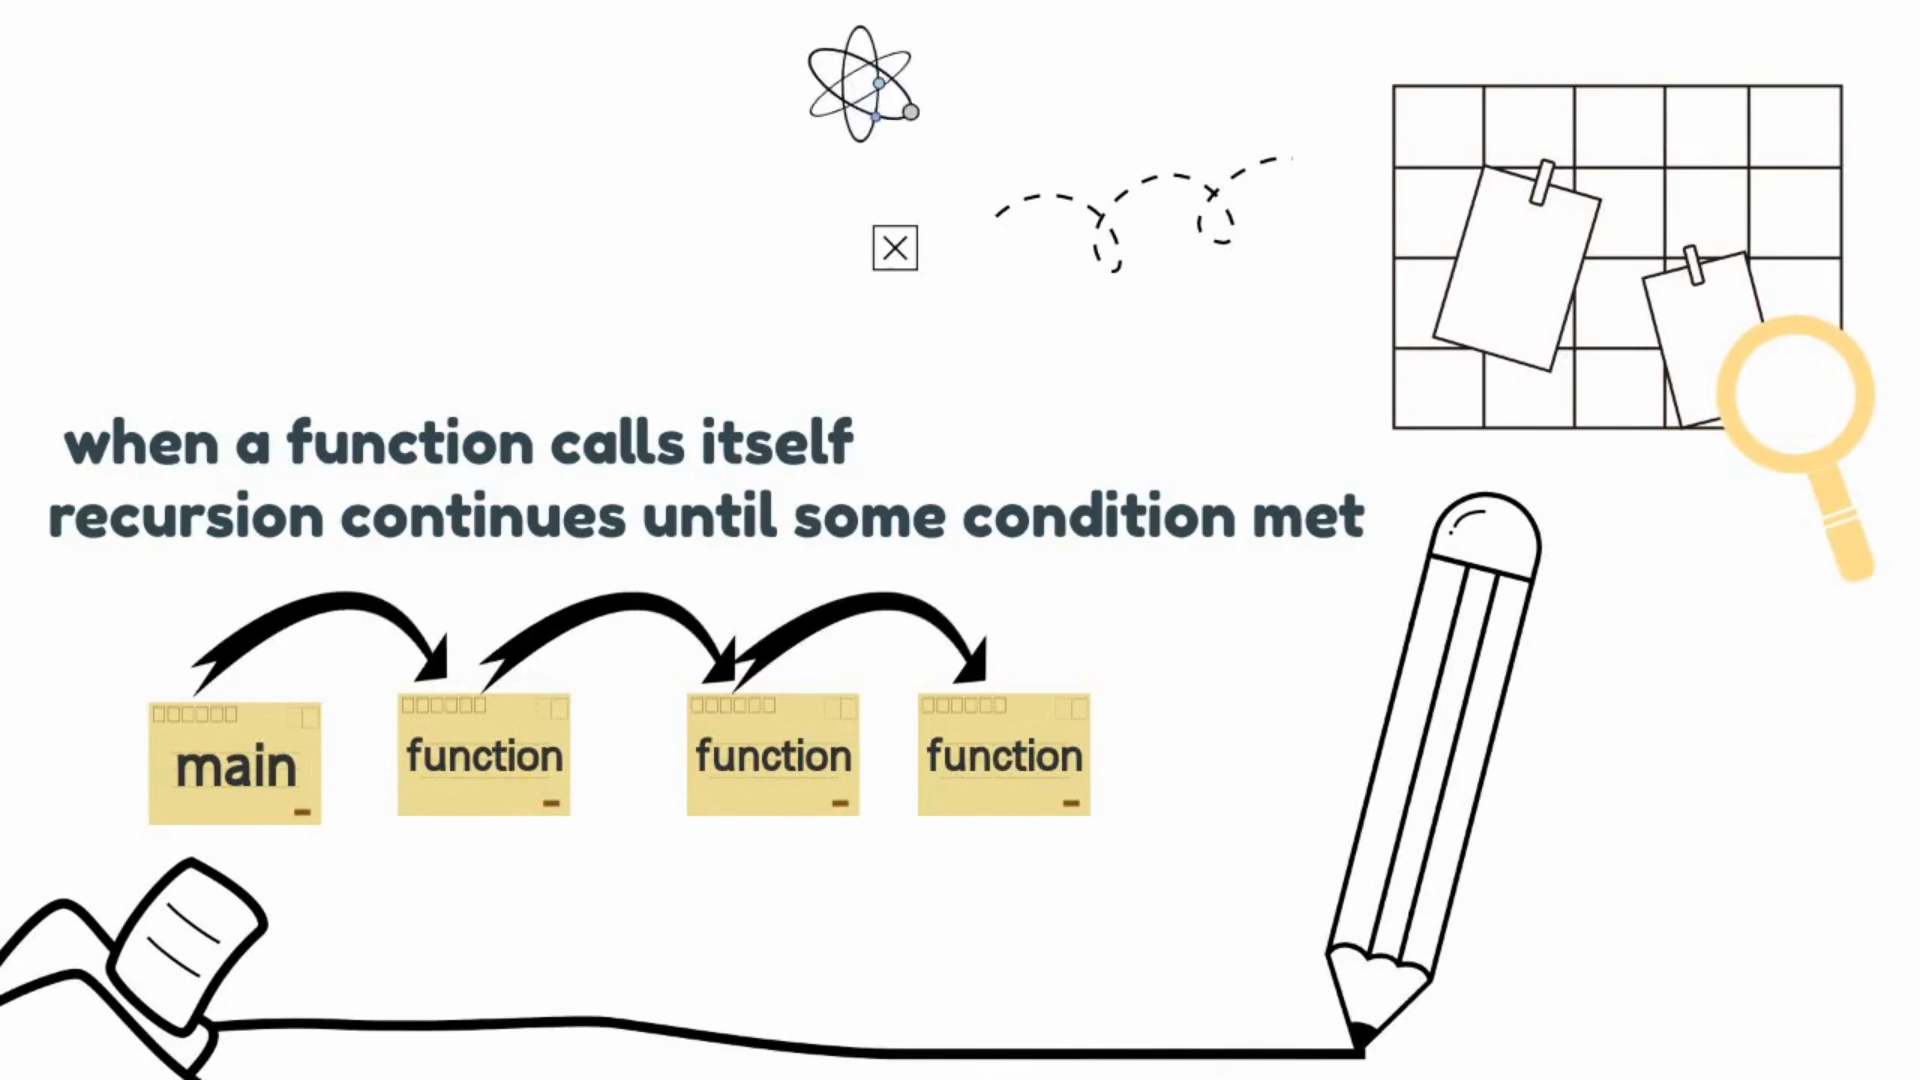 when a function calls itself
recursion continues until some condition met
main
function
function
function